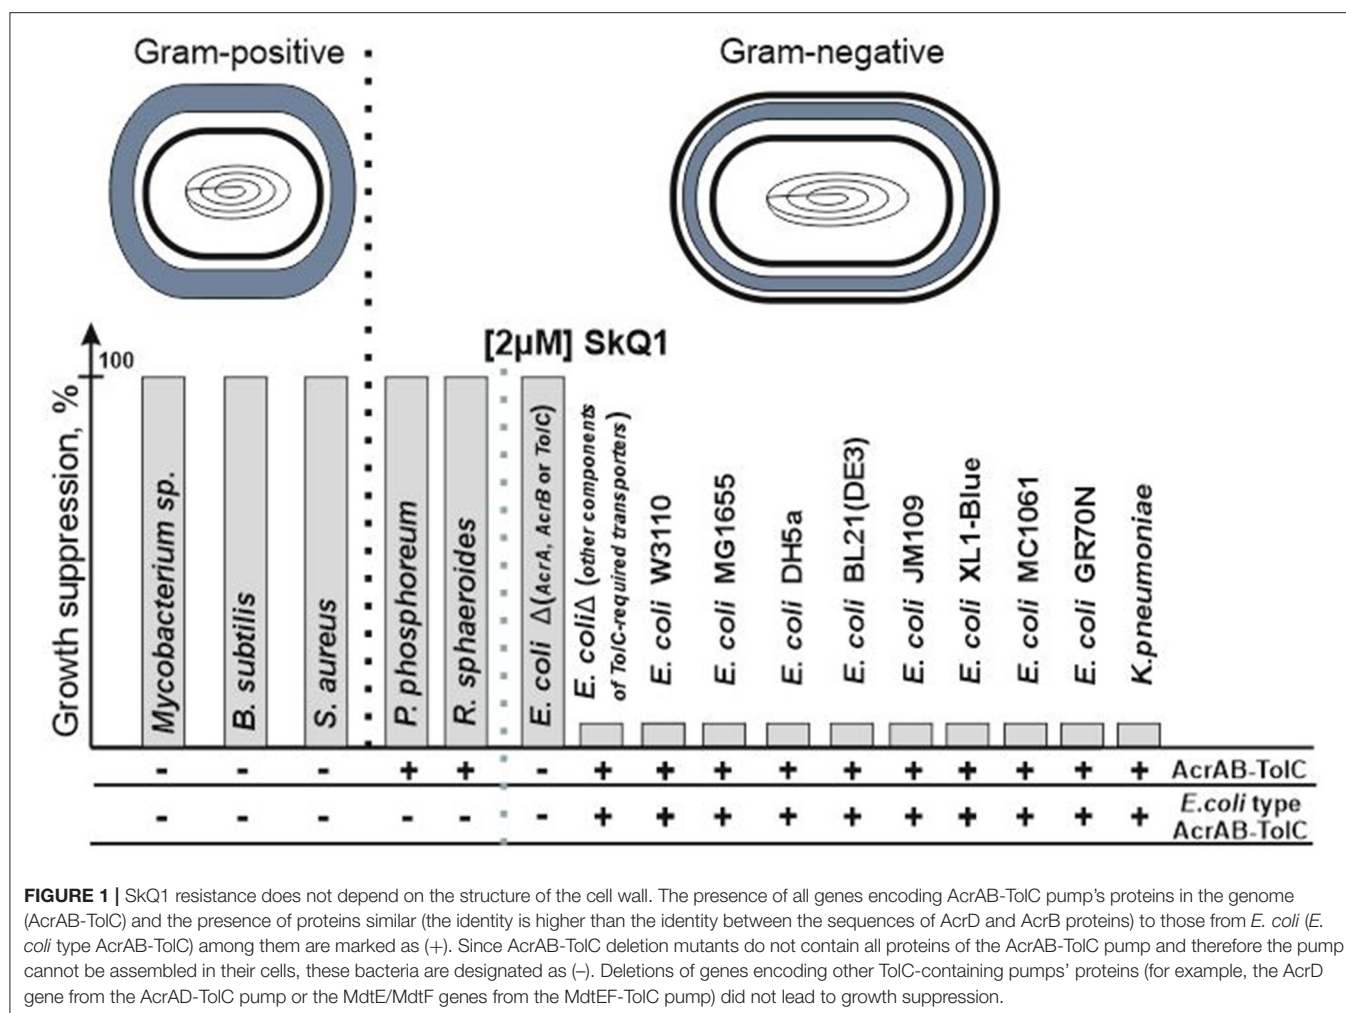 Gram-positive
Gram-negative
[2µM] SkQ1
100
Growth suppression, %
Mycobacterium sp.
B. subtilis
S. aureus
P. phosphoreum
R. sphaeroides
E. coli Δ(AcrA, AcrB or TolC)
E. coliΔ (other components
of TolC-required transporters)
E. coli W3110
E. coli MG1655
E. coli DH5a
E. coli BL21(DE3)
E. coli JM109
E. coli XL1-Blue
E. coli MC1061
E. coli GR70N
K.pneumoniae
- - - + + - + + + + + + + + + + AcrAB-TolC
- - - - - - + + + + + + + + + + E.coli type
AcrAB-TolC
FIGURE 1 | SkQ1 resistance does not depend on the structure of the cell wall. The presence of all genes encoding AcrAB-TolC pump’s proteins in the genome
(AcrAB-TolC) and the presence of proteins similar (the identity is higher than the identity between the sequences of AcrD and AcrB proteins) to those from E. coli (E.
coli type AcrAB-TolC) among them are marked as (+). Since AcrAB-TolC deletion mutants do not contain all proteins of the AcrAB-TolC pump and therefore the pump
cannot be assembled in their cells, these bacteria are designated as (–). Deletions of genes encoding other TolC-containing pumps’ proteins (for example, the AcrD
gene from the AcrAD-TolC pump or the MdtE/MdtF genes from the MdtEF-TolC pump) did not lead to growth suppression.